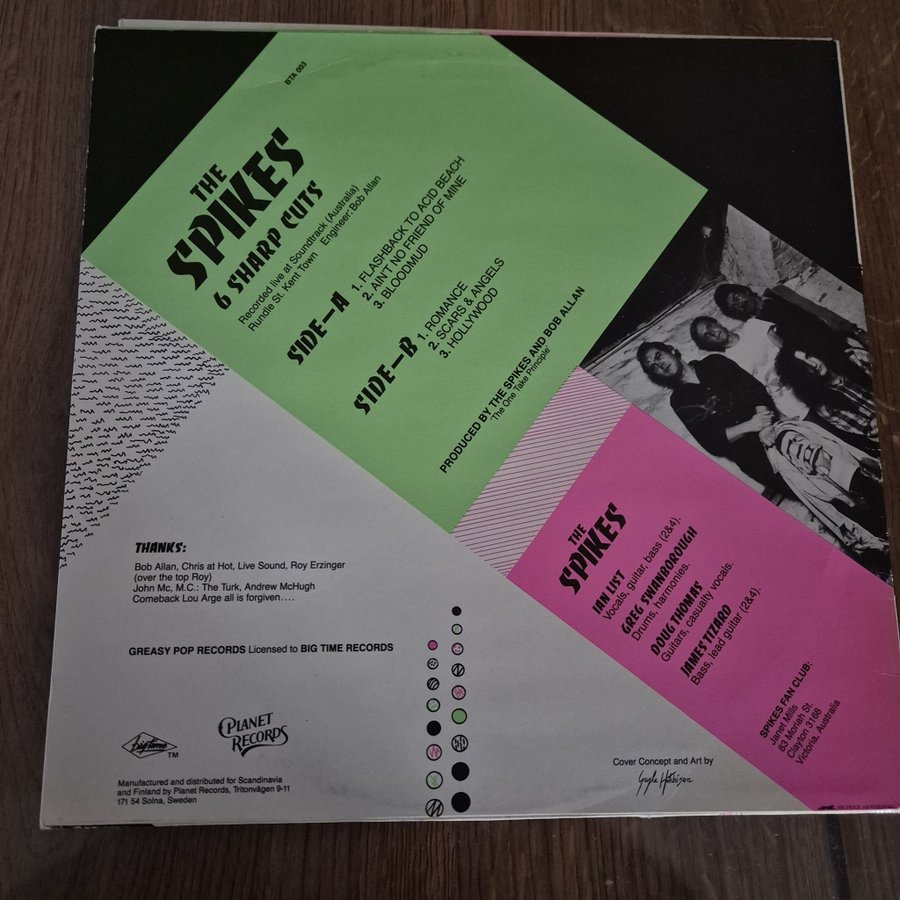 BTA 003
THE
SPIKES
6 SHARP CUTS
Recorded live at Soundtrack (Australia)
Rundle St. Kent Town Engineer: Bob Allan
SIDE—A
1. FLASHBACK TO ACID BEACH
2. AIN'T NO FRIEND OF MINE
3. BLOODMUD
SIDE—B
1. ROMANCE
2. SCARS & ANGELS
3. HOLLYWOOD
PRODUCED BY THE SPIKES AND BOB ALLAN
'The One Take Principle'
THE
SPIKES
IAN LIST
Vocals, guitar, bass (2&4).
GREG SWANBOROUGH
Drums, harmonies.
DOUG THOMAS
Guitars, casualty vocals.
JAMES TIZARD
Bass, lead guitar (2&4).
SPIKES FAN CLUB:
Janet Mills
83 Moriah St.
Clayton 3168
Victoria, Australia
THANKS:
Bob Allan, Chris at Hot, Live Sound, Roy Erzinger
(over the top Roy)
John Mc, M.C.: The Turk, Andrew McHugh
Comeback Lou Arge all is forgiven....
GREASY POP RECORDS Licensed to BIG TIME RECORDS
big time
TM
PLANET
RECORDS
Manufactured and distributed for Scandinavia
and Finland by Planet Records, Tritonvägen 9-11
171 54 Solna, Sweden
Cover Concept and Art by